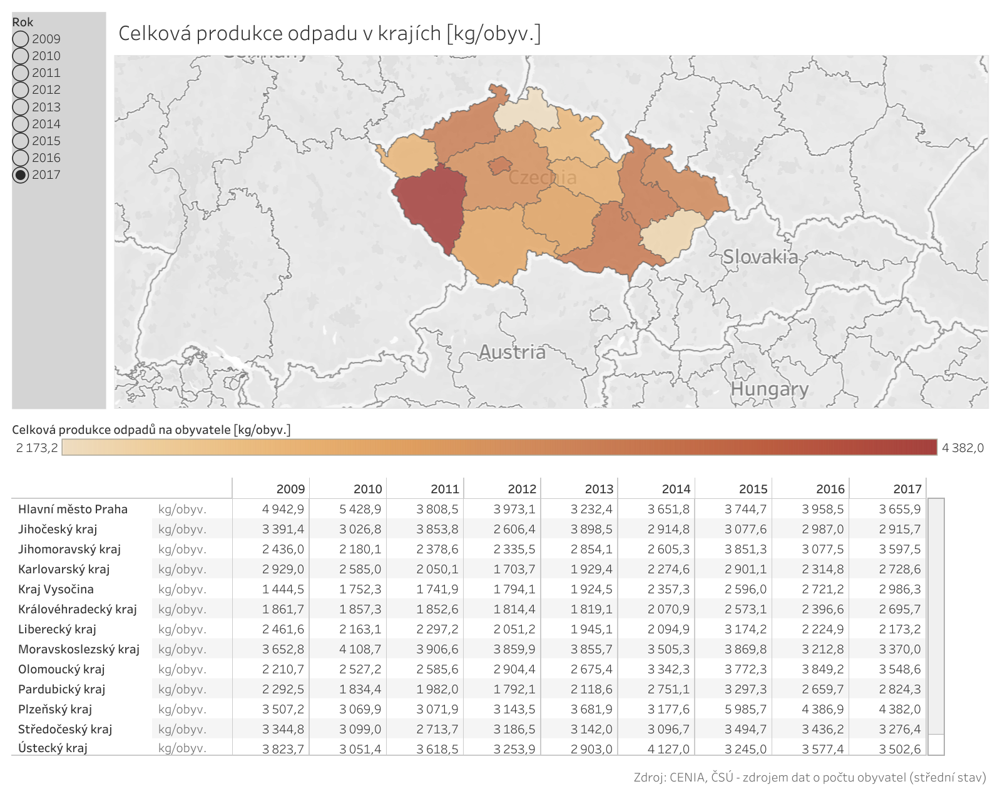 Rok
2009
2010
2011
2012
2013
2014
2015
2016
2017
Celková produkce odpadu v krajích [kg/obyv.]
Germany
Czechia
Slovakia
Austria
Hungary
Celková produkce odpadů na obyvatele [kg/obyv.]
2 173,2 4 382,0
2009 2010 2011 2012 2013 2014 2015 2016 2017
Hlavní město Praha kg/obyv. 4 942,9 5 428,9 3 808,5 3 973,1 3 232,4 3 651,8 3 744,7 3 958,5 3 655,9
Jihočeský kraj kg/obyv. 3 391,4 3 026,8 3 853,8 2 606,4 3 898,5 2 914,8 3 077,6 2 987,0 2 915,7
Jihomoravský kraj kg/obyv. 2 436,0 2 180,1 2 378,6 2 335,5 2 854,1 2 605,3 3 851,3 3 077,5 3 597,5
Karlovarský kraj kg/obyv. 2 929,0 2 585,0 2 050,1 1 703,7 1 929,4 2 274,6 2 901,1 2 314,8 2 728,6
Kraj Vysočina kg/obyv. 1 444,5 1 752,3 1 741,9 1 794,1 1 924,5 2 357,3 2 596,0 2 721,2 2 986,3
Královéhradecký kraj kg/obyv. 1 861,7 1 857,3 1 852,6 1 814,4 1 819,1 2 070,9 2 573,1 2 396,6 2 695,7
Liberecký kraj kg/obyv. 2 461,6 2 163,1 2 297,2 2 051,2 1 945,1 2 094,9 3 174,2 2 224,9 2 173,2
Moravskoslezský kraj kg/obyv. 3 652,8 4 108,7 3 906,6 3 859,9 3 855,7 3 505,3 3 869,8 3 212,8 3 370,0
Olomoucký kraj kg/obyv. 2 210,7 2 527,2 2 585,6 2 904,4 2 675,4 3 342,3 3 772,3 3 849,2 3 548,6
Pardubický kraj kg/obyv. 2 292,5 1 834,4 1 982,0 1 792,1 2 118,6 2 751,1 3 297,3 2 659,7 2 824,3
Plzeňský kraj kg/obyv. 3 507,2 3 069,9 3 071,9 3 143,5 3 681,9 3 177,6 5 985,7 4 386,9 4 382,0
Středočeský kraj kg/obyv. 3 344,8 3 099,0 2 713,7 3 186,5 3 142,0 3 096,7 3 494,7 3 436,2 3 276,4
Ústecký kraj kg/obyv. 3 823,7 3 051,4 3 618,5 3 253,9 2 903,0 4 127,0 3 245,0 3 577,4 3 502,6
Zdroj: CENIA, ČSÚ - zdrojem dat o počtu obyvatel (střední stav)